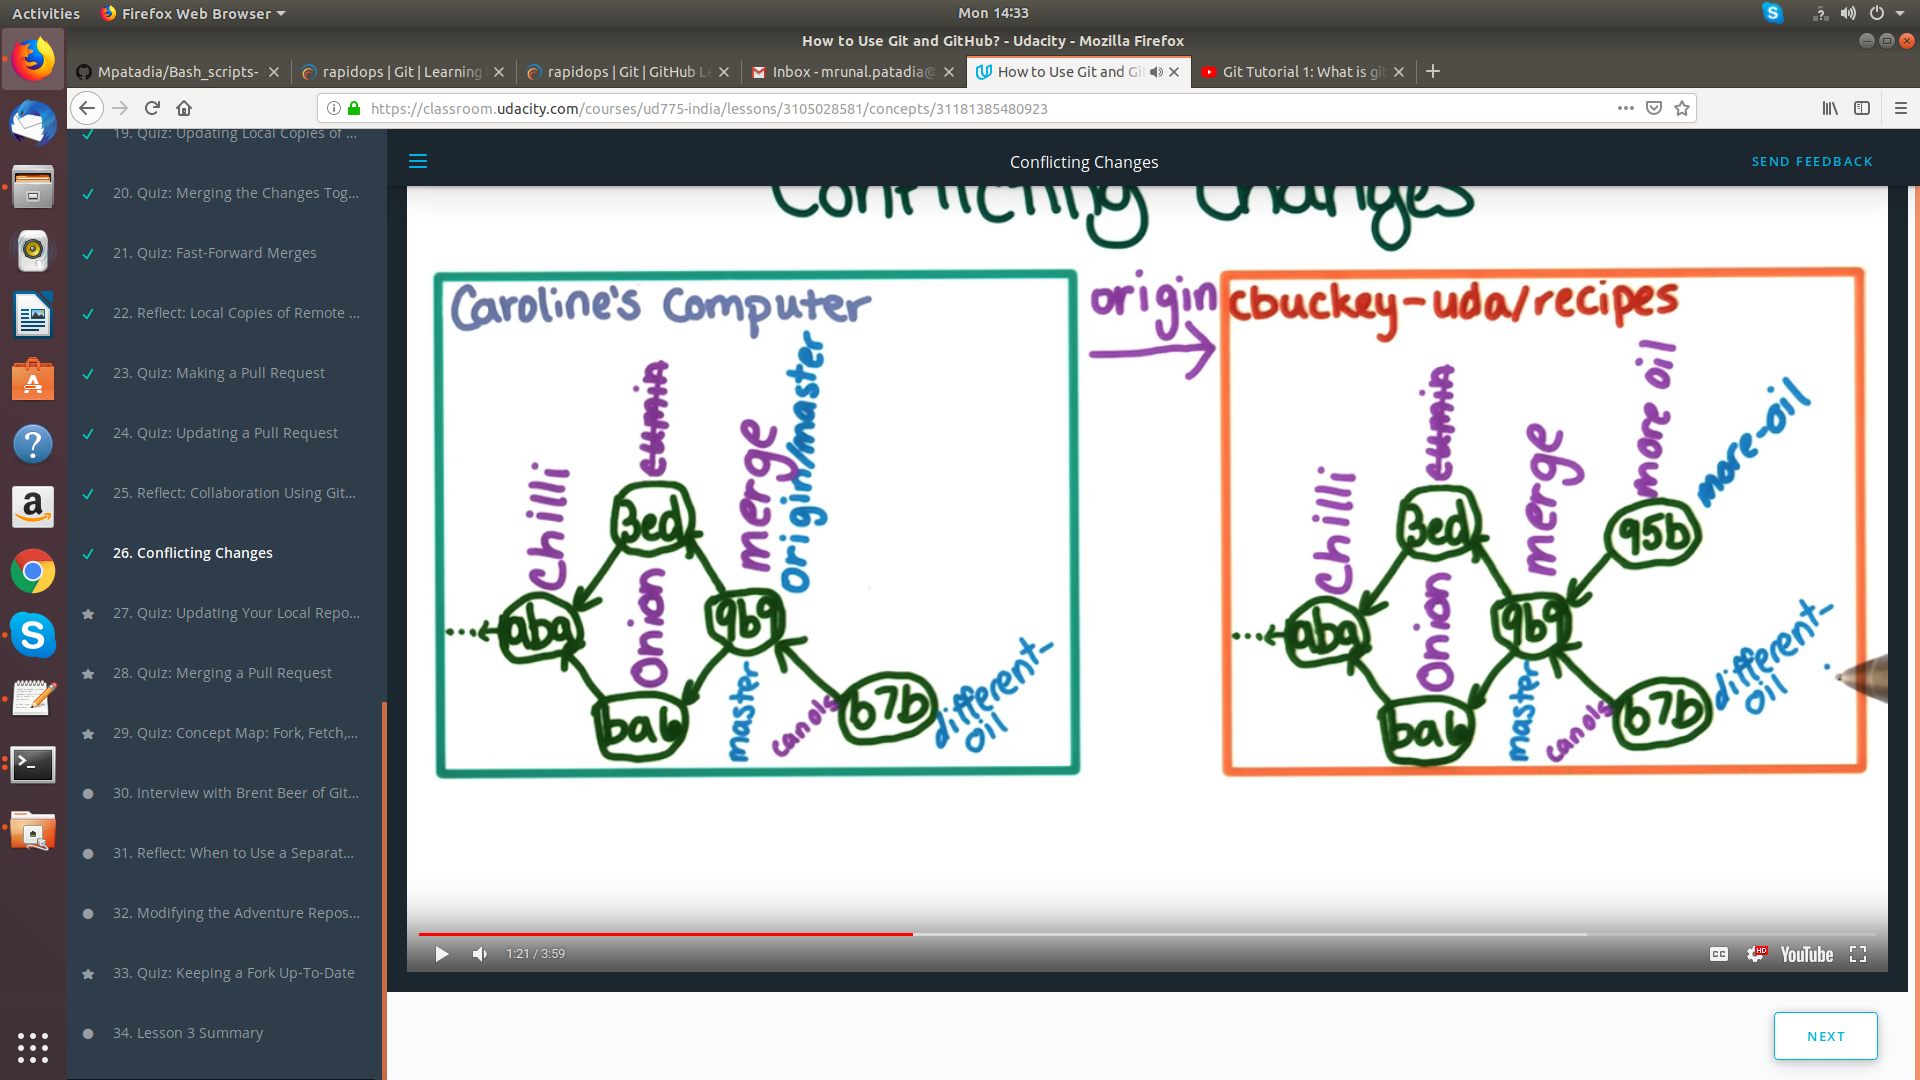 Activities
Firefox Web Browser
Mon 14:33
How to Use Git and GitHub? - Udacity - Mozilla Firefox
Mpatadia/Bash_scripts-
rapidops | Git | Learning
rapidops | Git | GitHub Le
Inbox - mrunal.patadia@
How to Use Git and Gi
Git Tutorial 1: What is git
https://classroom.udacity.com/courses/ud775-india/lessons/3105028581/concepts/31181385480923
19. Quiz: Updating Local Copies of ...
20. Quiz: Merging the Changes Tog...
21. Quiz: Fast-Forward Merges
22. Reflect: Local Copies of Remote ...
23. Quiz: Making a Pull Request
24. Quiz: Updating a Pull Request
25. Reflect: Collaboration Using Git...
26. Conflicting Changes
27. Quiz: Updating Your Local Repo...
28. Quiz: Merging a Pull Request
29. Quiz: Concept Map: Fork, Fetch,...
30. Interview with Brent Beer of Git...
31. Reflect: When to Use a Separat...
32. Modifying the Adventure Repos...
33. Quiz: Keeping a Fork Up-To-Date
34. Lesson 3 Summary
Conflicting Changes
SEND FEEDBACK
Conflicting Changes
Caroline's Computer
chilli
cumin
merge
origin/master
3ed
onion
aba
9b9
bab
master
canola
67b
different-
oil
origin
cbuckey-uda/recipes
chilli
cumin
merge
more oil
more-oil
3ed
95b
onion
aba
9b9
bab
master
canola
67b
different-
oil
1:21 / 3:59
CC
HD
YouTube
NEXT